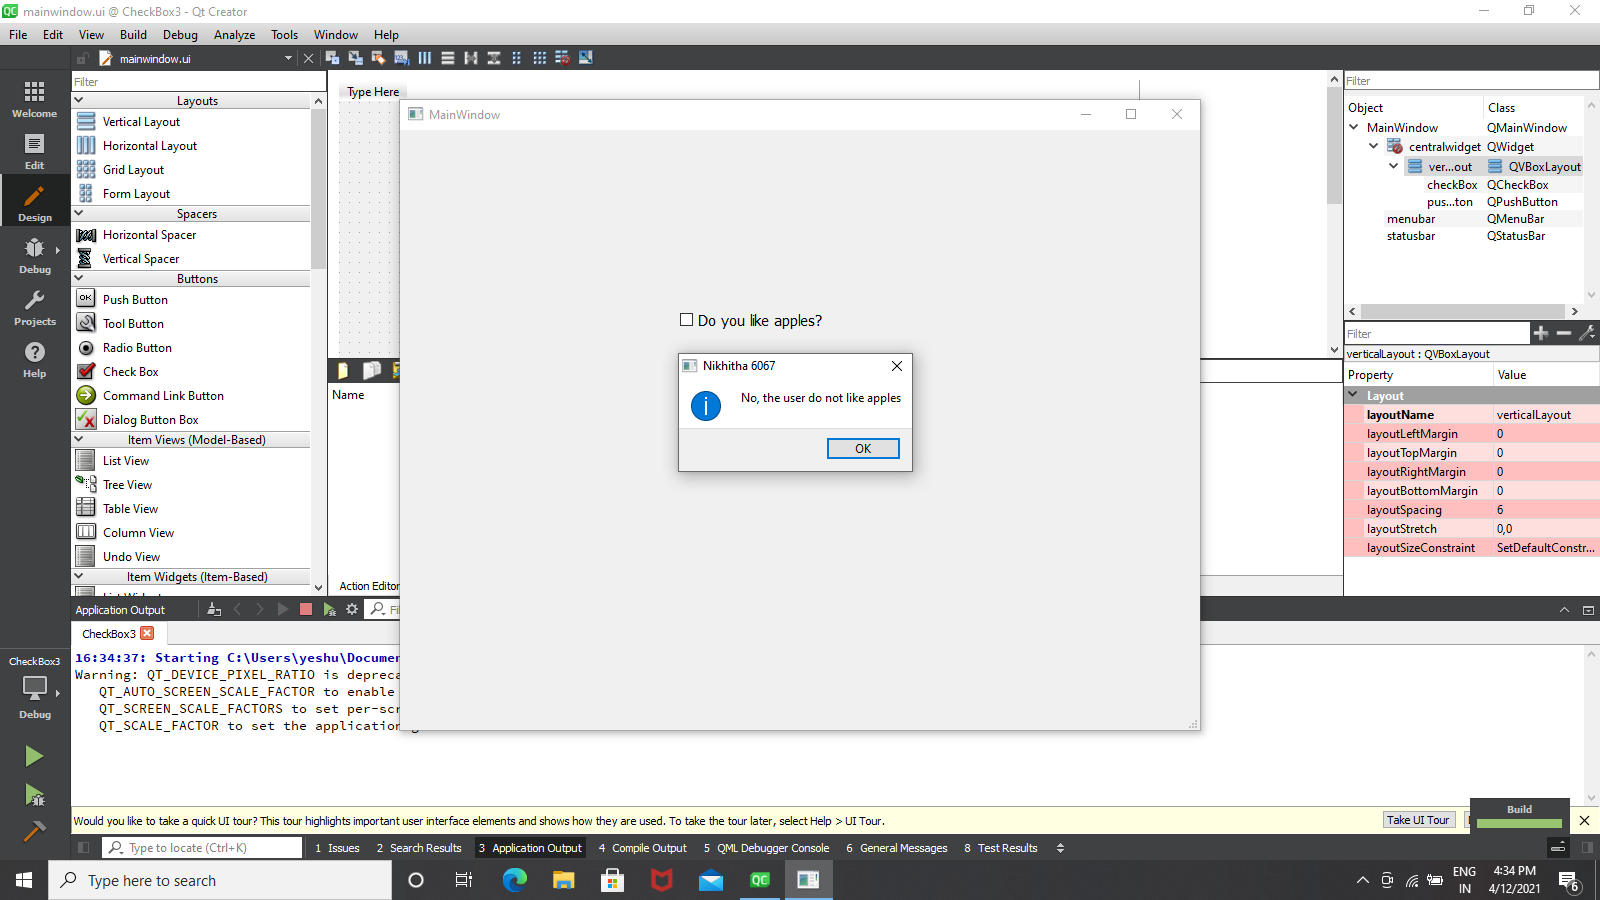 mainwindow.ui @ CheckBox3 - Qt Creator
File Edit View Build Debug Analyze Tools Window Help
mainwindow.ui
Welcome
Edit
Design
Debug
Projects
Help
CheckBox3
Debug
Filter
Layouts
Vertical Layout
Horizontal Layout
Grid Layout
Form Layout
Spacers
Horizontal Spacer
Vertical Spacer
Buttons
OK Push Button
Tool Button
Radio Button
Check Box
Command Link Button
Dialog Button Box
Item Views (Model-Based)
List View
Tree View
Table View
Column View
Undo View
Item Widgets (Item-Based)
Type Here
Name
Action Editor
MainWindow
Do you like apples?
Nikhitha 6067
No, the user do not like apples
OK
Filter
Object Class
MainWindow QMainWindow
centralwidget QWidget
ver...out QVBoxLayout
checkBox QCheckBox
pus...ton QPushButton
menubar QMenuBar
statusbar QStatusBar
Filter
verticalLayout : QVBoxLayout
Property Value
Layout
layoutName verticalLayout
layoutLeftMargin 0
layoutTopMargin 0
layoutRightMargin 0
layoutBottomMargin 0
layoutSpacing 6
layoutStretch 0,0
layoutSizeConstraint SetDefaultConstr...
Application Output
CheckBox3
16:34:37: Starting C:\Users\yeshu\Documen
Warning: QT_DEVICE_PIXEL_RATIO is depreca
QT_AUTO_SCREEN_SCALE_FACTOR to enable
QT_SCREEN_SCALE_FACTORS to set per-scr
QT_SCALE_FACTOR to set the application
Would you like to take a quick UI tour? This tour highlights important user interface elements and shows how they are used. To take the tour later, select Help > UI Tour.
Take UI Tour
Build
Type to locate (Ctrl+K)
1 Issues 2 Search Results 3 Application Output 4 Compile Output 5 QML Debugger Console 6 General Messages 8 Test Results
Type here to search
QC
ENG
IN
4:34 PM
4/12/2021
6